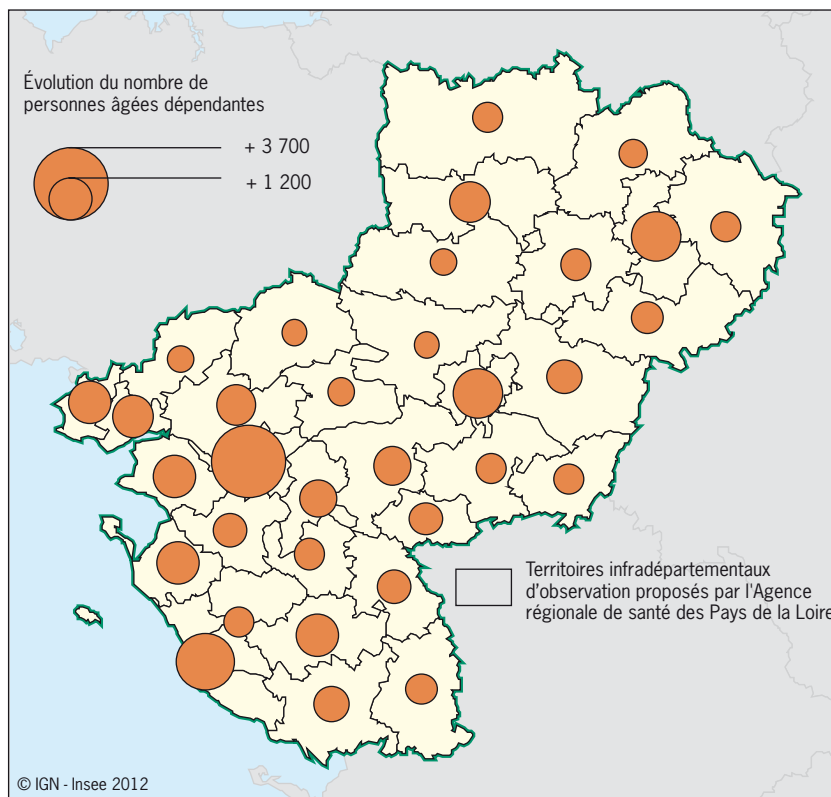 Évolution du nombre de
personnes âgées dépendantes
+ 3 700
+ 1 200
Territoires infradépartementaux
d'observation proposés par l'Agence
régionale de santé des Pays de la Loire
© IGN - Insee 2012